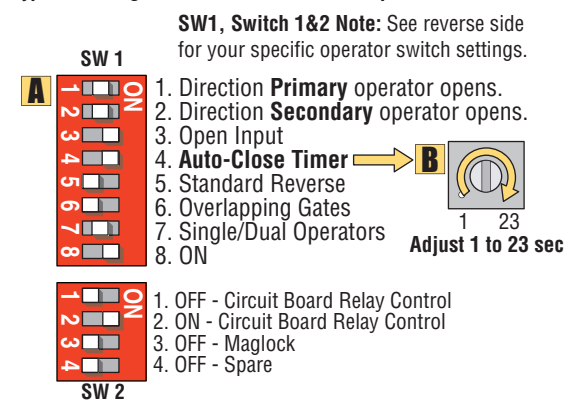 SW1, Switch 1&2 Note: See reverse side
for your specific operator switch settings.
SW 1
A
ON
1
2
3
4
5
6
7
8
1. Direction Primary operator opens.
2. Direction Secondary operator opens.
3. Open Input
4. Auto-Close Timer
5. Standard Reverse
6. Overlapping Gates
7. Single/Dual Operators
8. ON
B
1 23
Adjust 1 to 23 sec
ON
1
2
3
4
1. OFF - Circuit Board Relay Control
2. ON - Circuit Board Relay Control
3. OFF - Maglock
4. OFF - Spare
SW 2